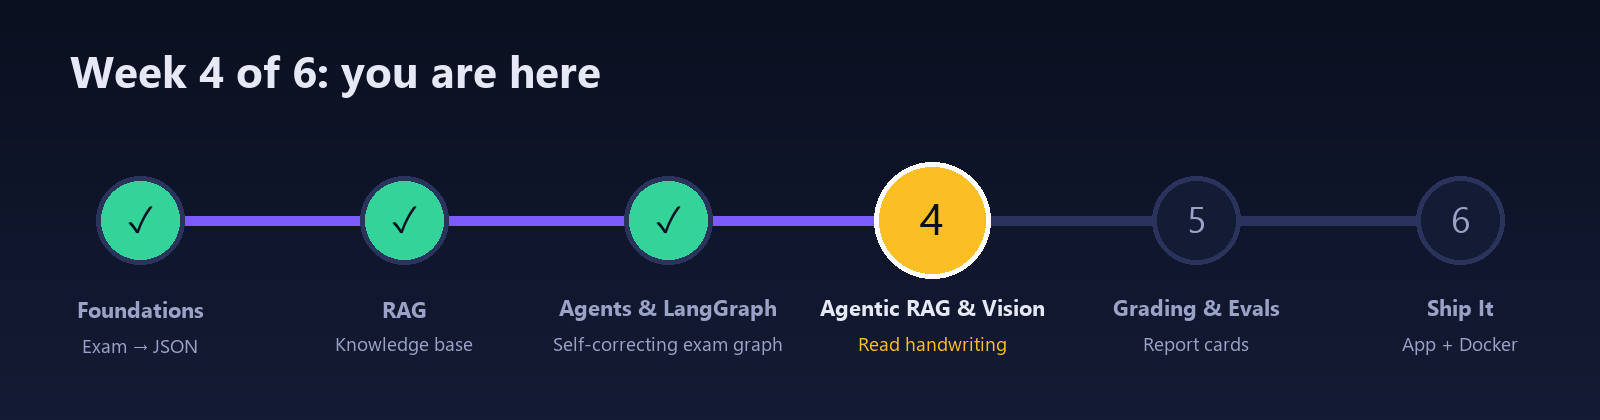 Week 4 of 6: you are here
✓ ✓ ✓ 4 5 6
Foundations RAG Agents & LangGraph Agentic RAG & Vision Grading & Evals Ship It
Exam → JSON Knowledge base Self-correcting exam graph Read handwriting Report cards App + Docker